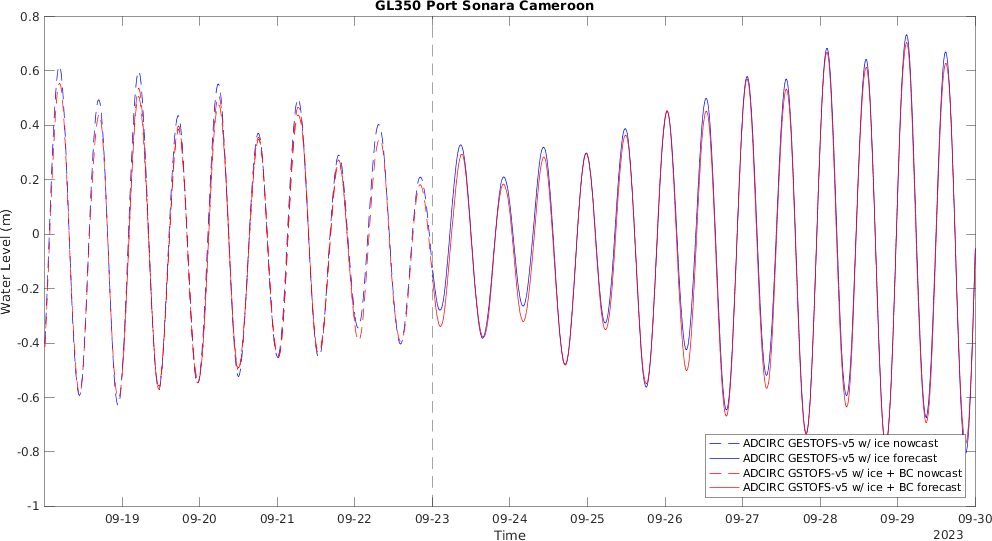 GL350 Port Sonara Cameroon
0.8
0.6
0.4
0.2
0
-0.2
-0.4
-0.6
-0.8
-1
Water Level (m)
ADCIRC GESTOFS-v5 w/ ice nowcast
ADCIRC GESTOFS-v5 w/ ice forecast
ADCIRC GSTOFS-v5 w/ ice + BC nowcast
ADCIRC GSTOFS-v5 w/ ice + BC forecast
09-19 09-20 09-21 09-22 09-23 09-24 09-25 09-26 09-27 09-28 09-29 09-30
Time
2023